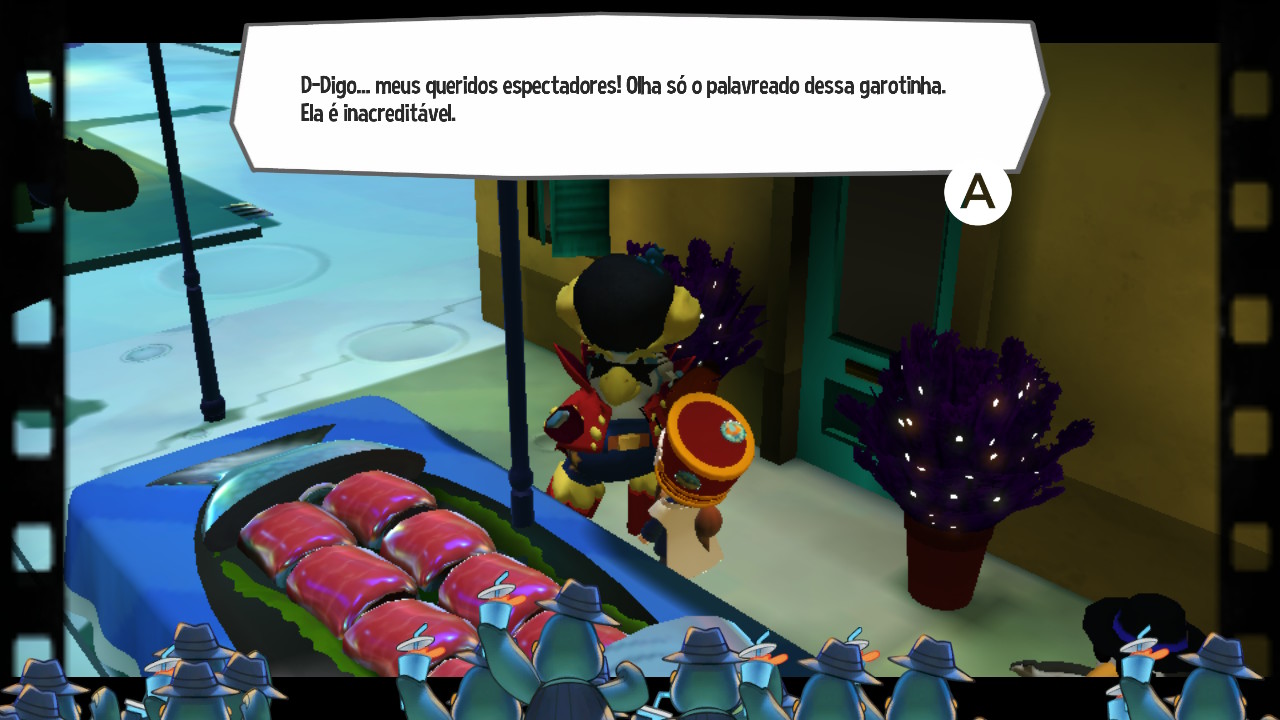 D-Digo... meus queridos espectadores! Olha só o palavreado dessa garotinha.
Ela é inacreditável.
A